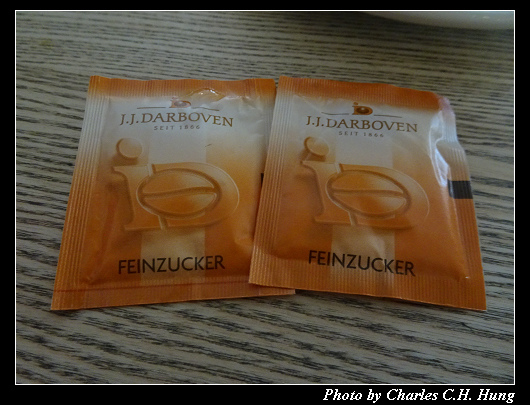 J.J.DARBOVEN
SEIT 1866
FEINZUCKER
J.J.DARBOVEN
SEIT 1866
FEINZUCKER
Photo by Charles C.H. Hung